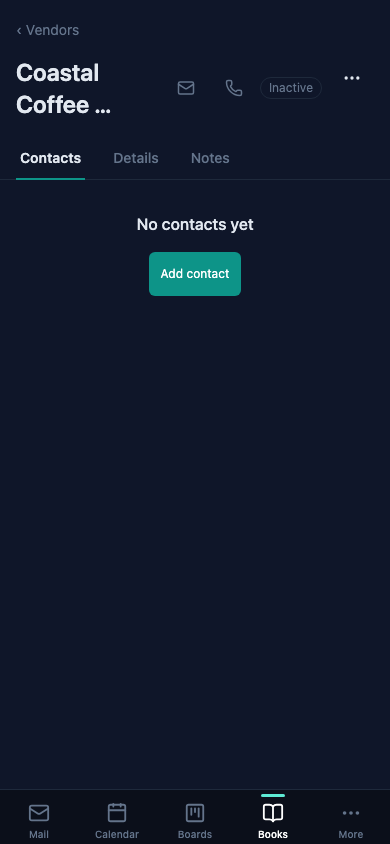 ‹ Vendors
Coastal
Coffee ...
Inactive
Contacts
Details
Notes
No contacts yet
Add contact
Mail
Calendar
Boards
Books
More